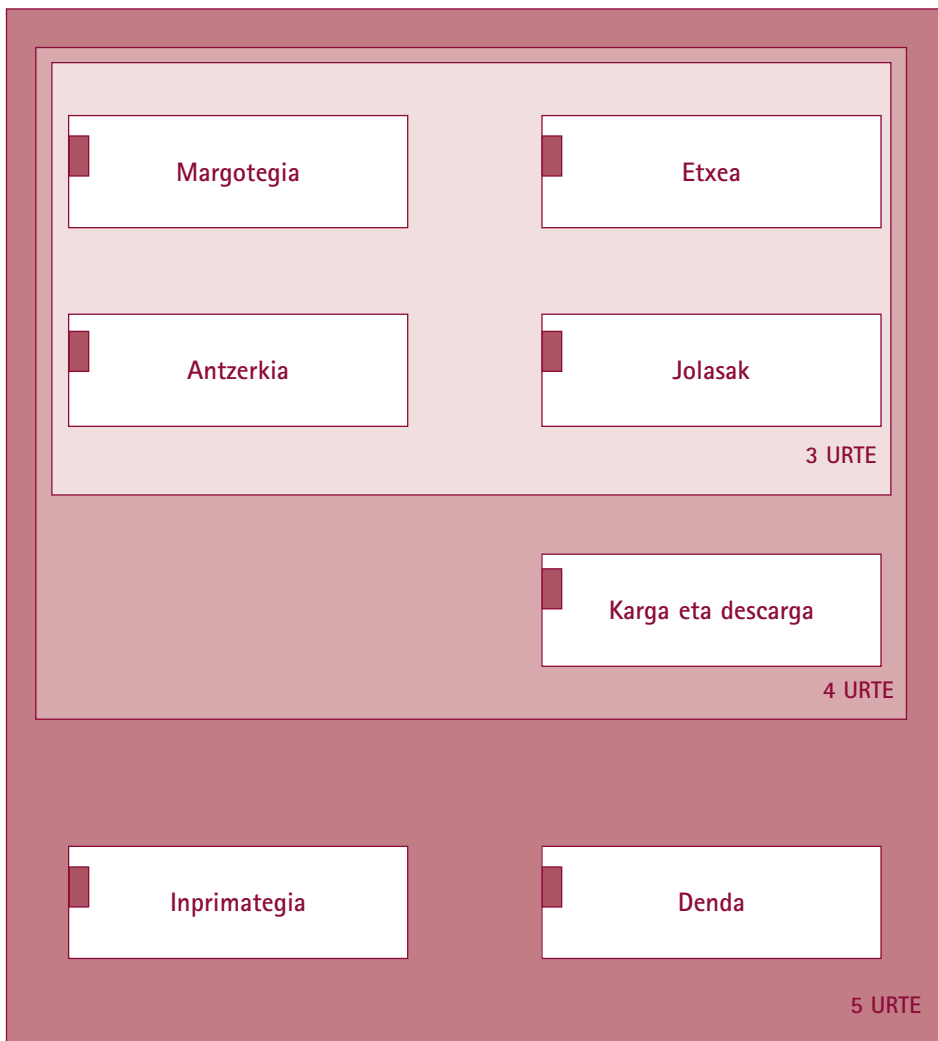 Margotegia
Etxea
Antzerkia
Jolasak
3 URTE
Karga eta descarga
4 URTE
Inprimategia
Denda
5 URTE